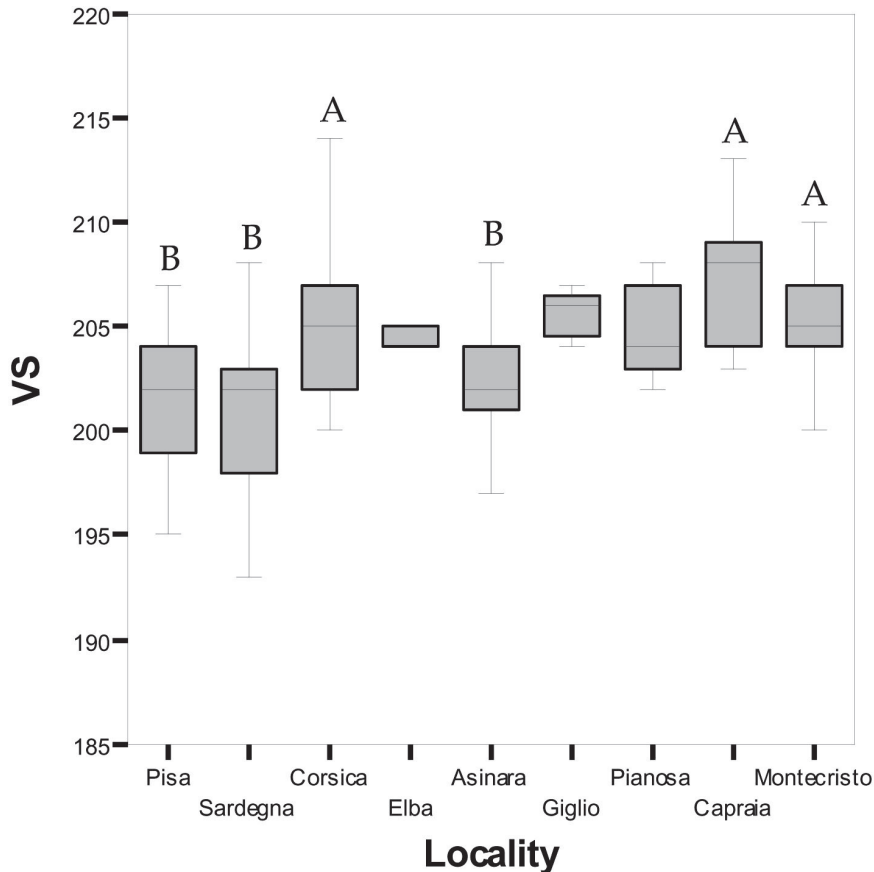 220
215
210
205
200
195
190
185
VS
A
A
A
B
B
B
Pisa
Sardegna
Corsica
Elba
Asinara
Giglio
Pianosa
Capraia
Montecristo
Locality